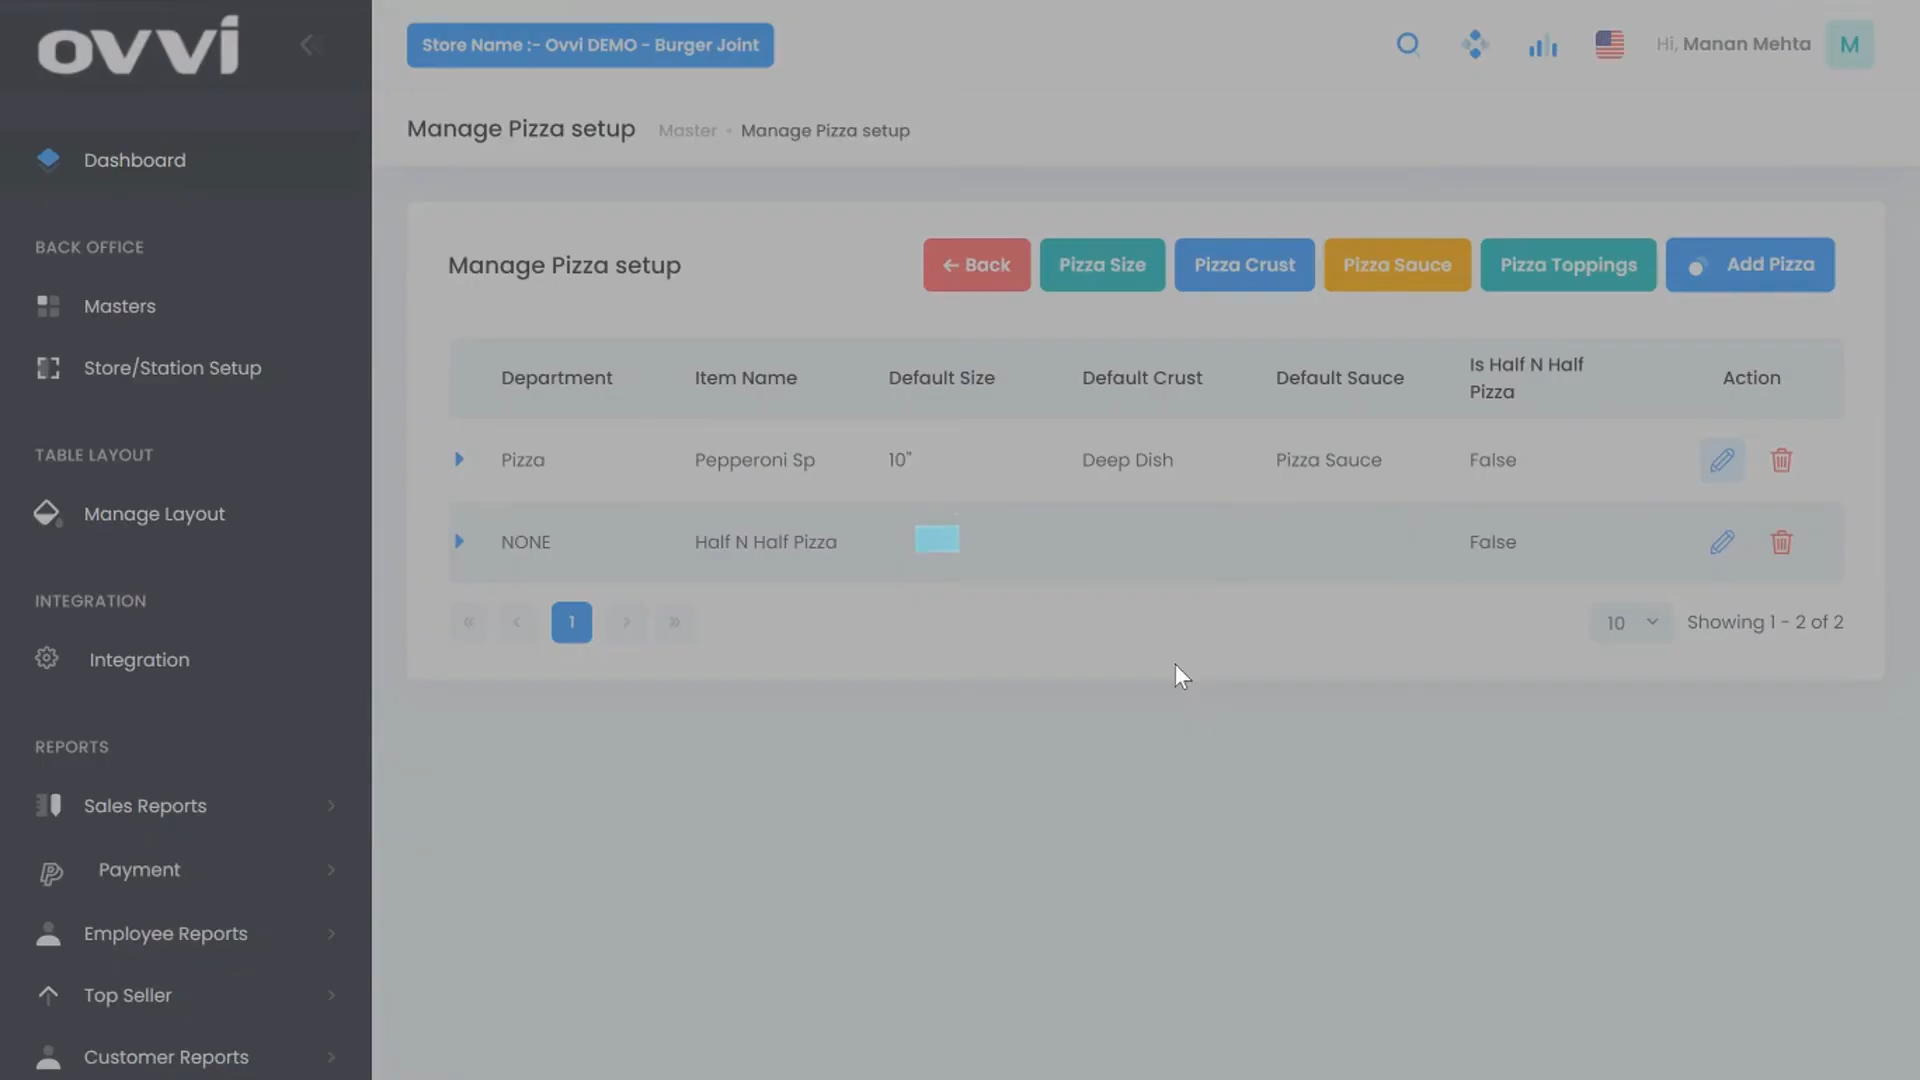 ovvi
Store Name :- Ovvi DEMO - Burger Joint
Hi, Manan Mehta
M
Manage Pizza setup
Master • Manage Pizza setup
Dashboard
BACK OFFICE
Masters
Store/Station Setup
TABLE LAYOUT
Manage Layout
INTEGRATION
Integration
REPORTS
Sales Reports
Payment
Employee Reports
Top Seller
Customer Reports
Manage Pizza setup
← Back
Pizza Size
Pizza Crust
Pizza Sauce
Pizza Toppings
Add Pizza
Department Item Name Default Size Default Crust Default Sauce Is Half N Half Pizza Action
Pizza Pepperoni Sp 10" Deep Dish Pizza Sauce False
NONE Half N Half Pizza False
« ‹ 1 › »
10 Showing 1 - 2 of 2